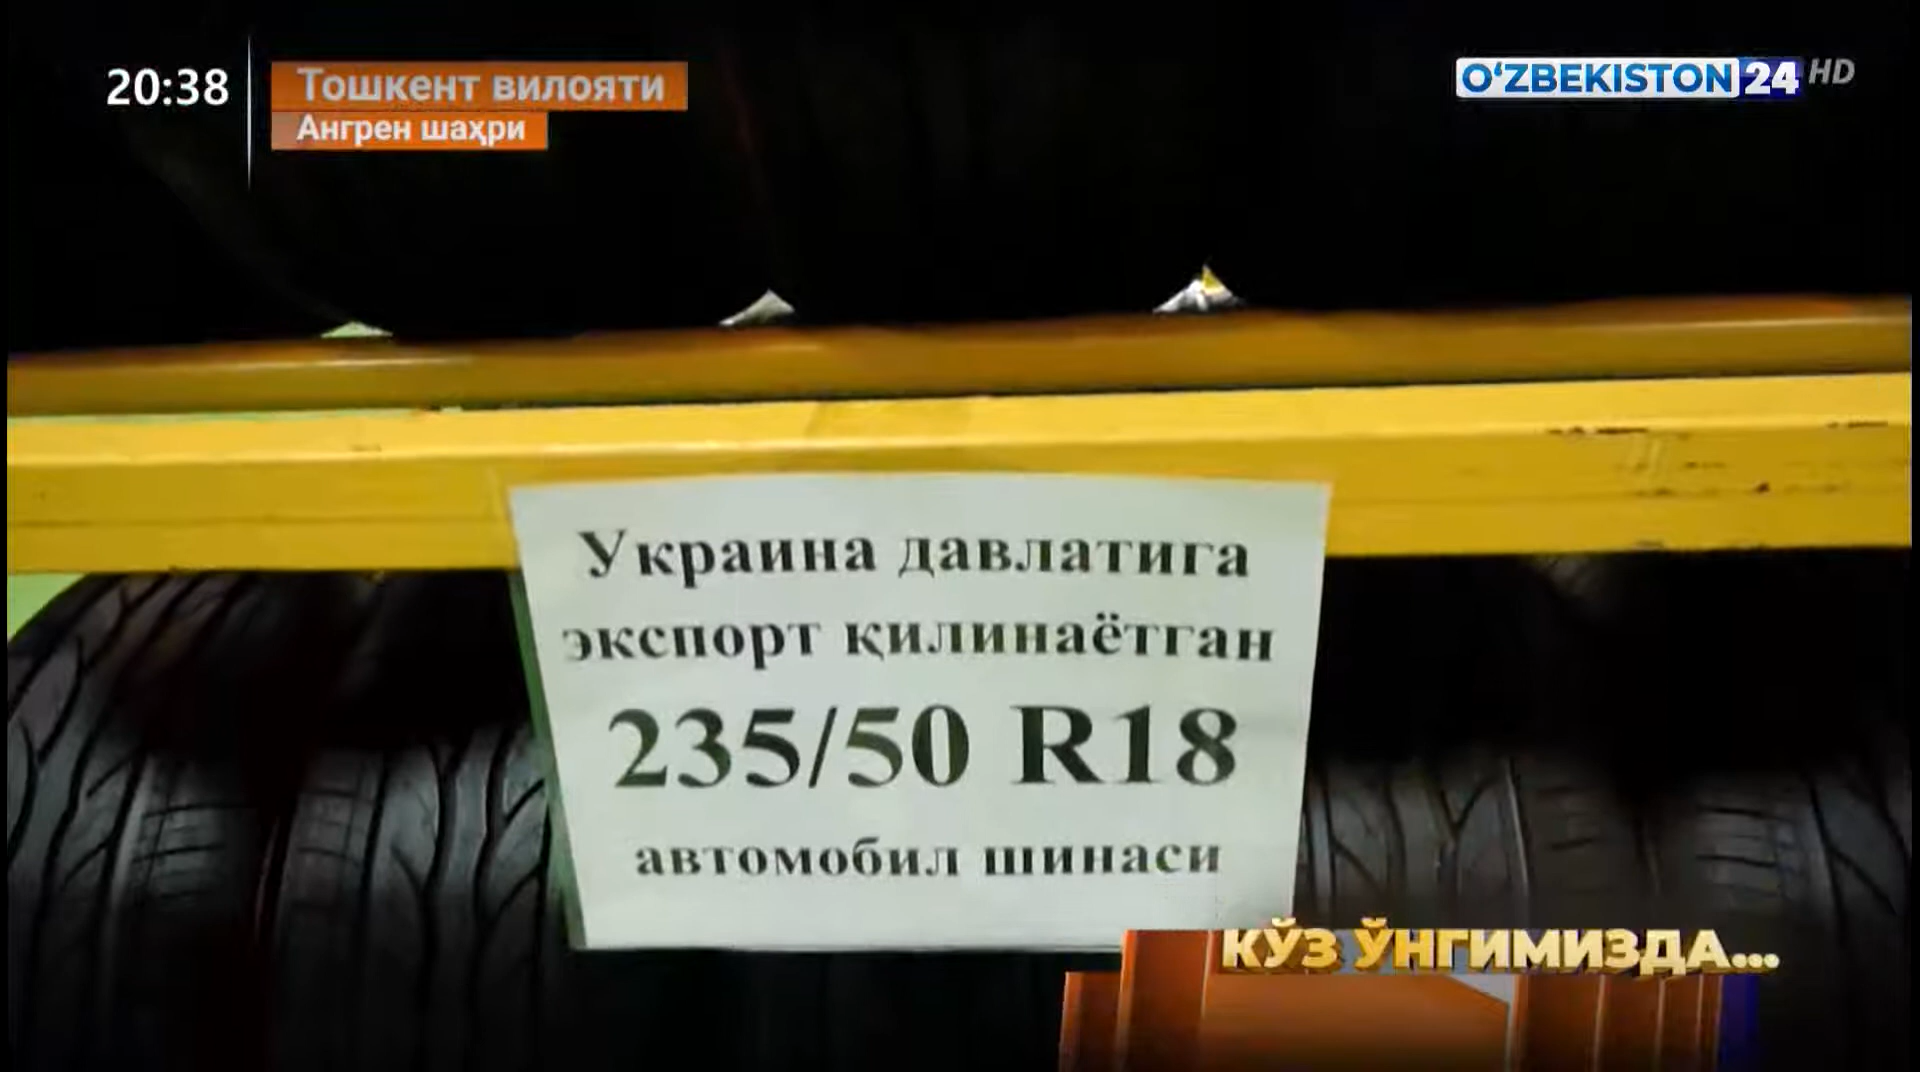 20:38
Тошкент вилояти
Ангрен шаҳри
O‘ZBEKISTON 24 HD
Украина давлатига
экспорт қилинаётган
235/50 R18
автомобил шинаси
КЎЗ ЎНГИМИЗДА...